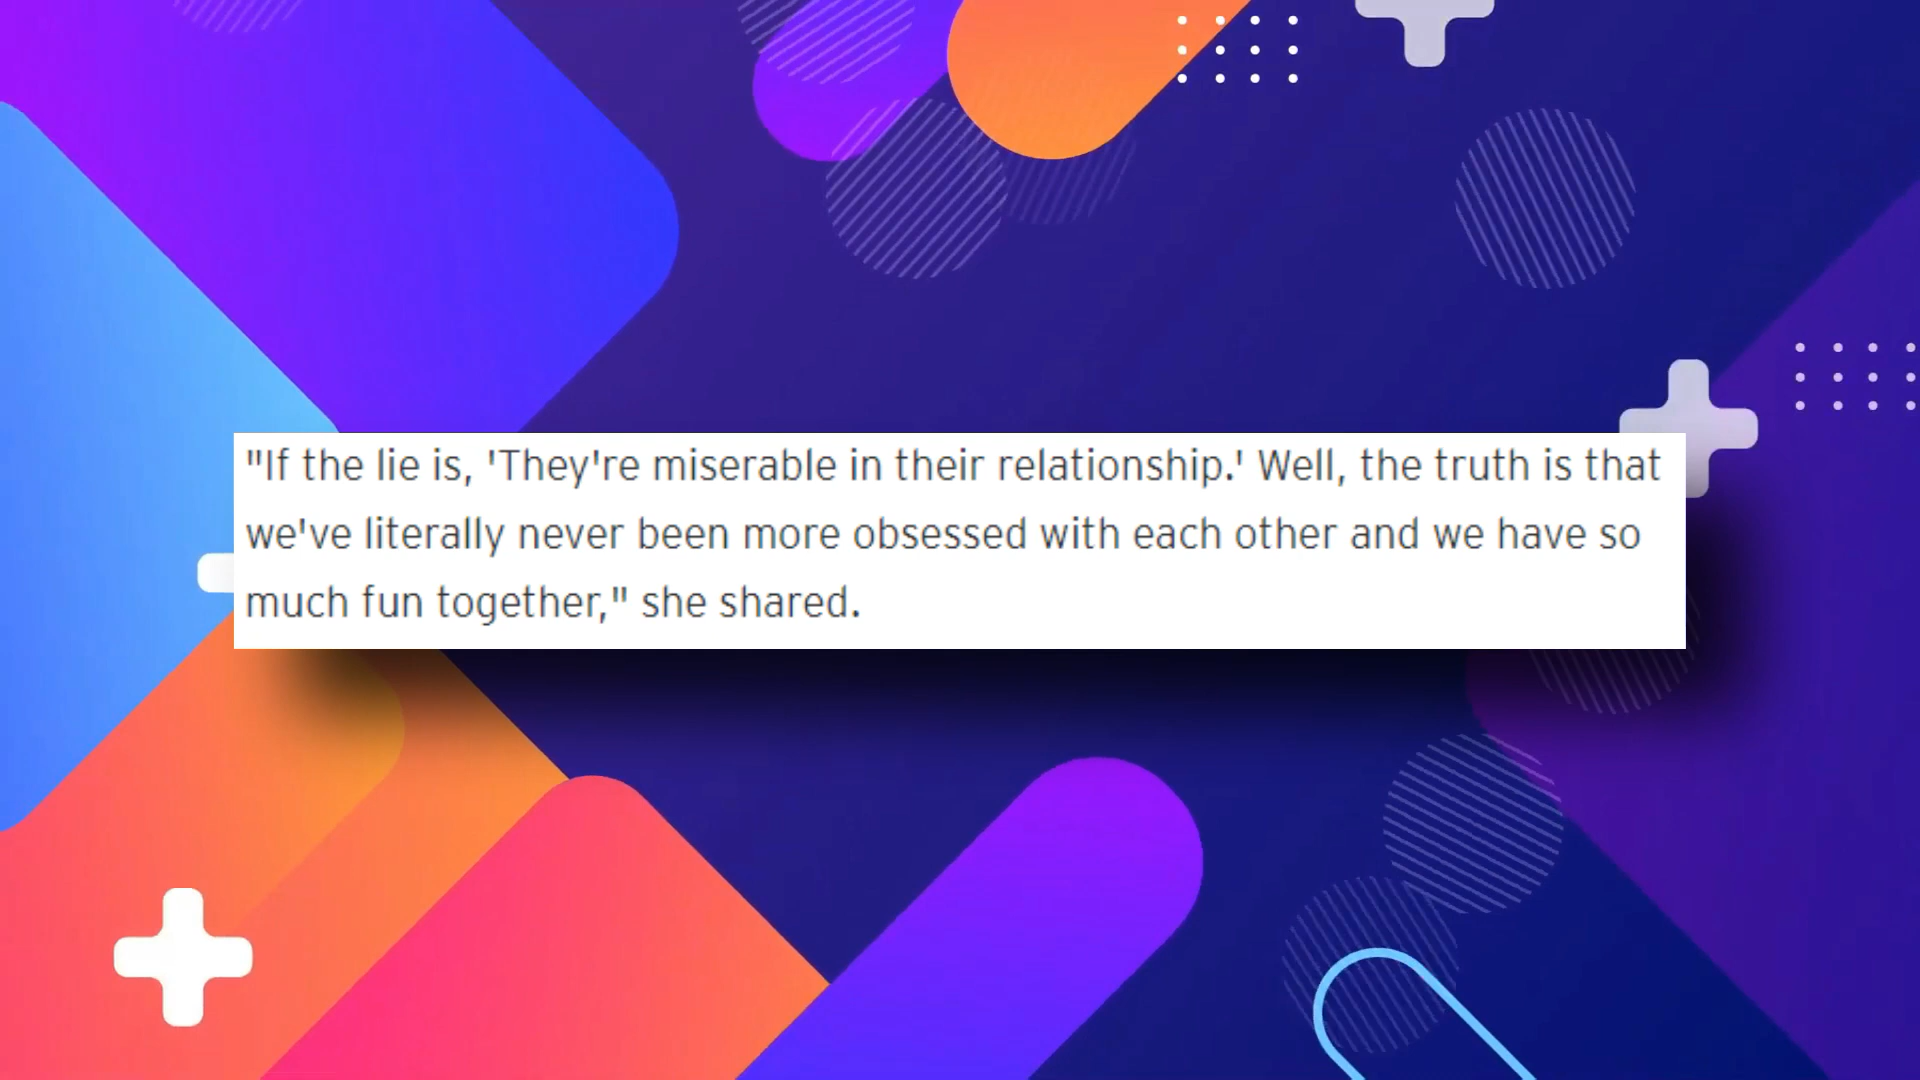 "If the lie is, 'They're miserable in their relationship.' Well, the truth is that
we've literally never been more obsessed with each other and we have so
much fun together," she shared.